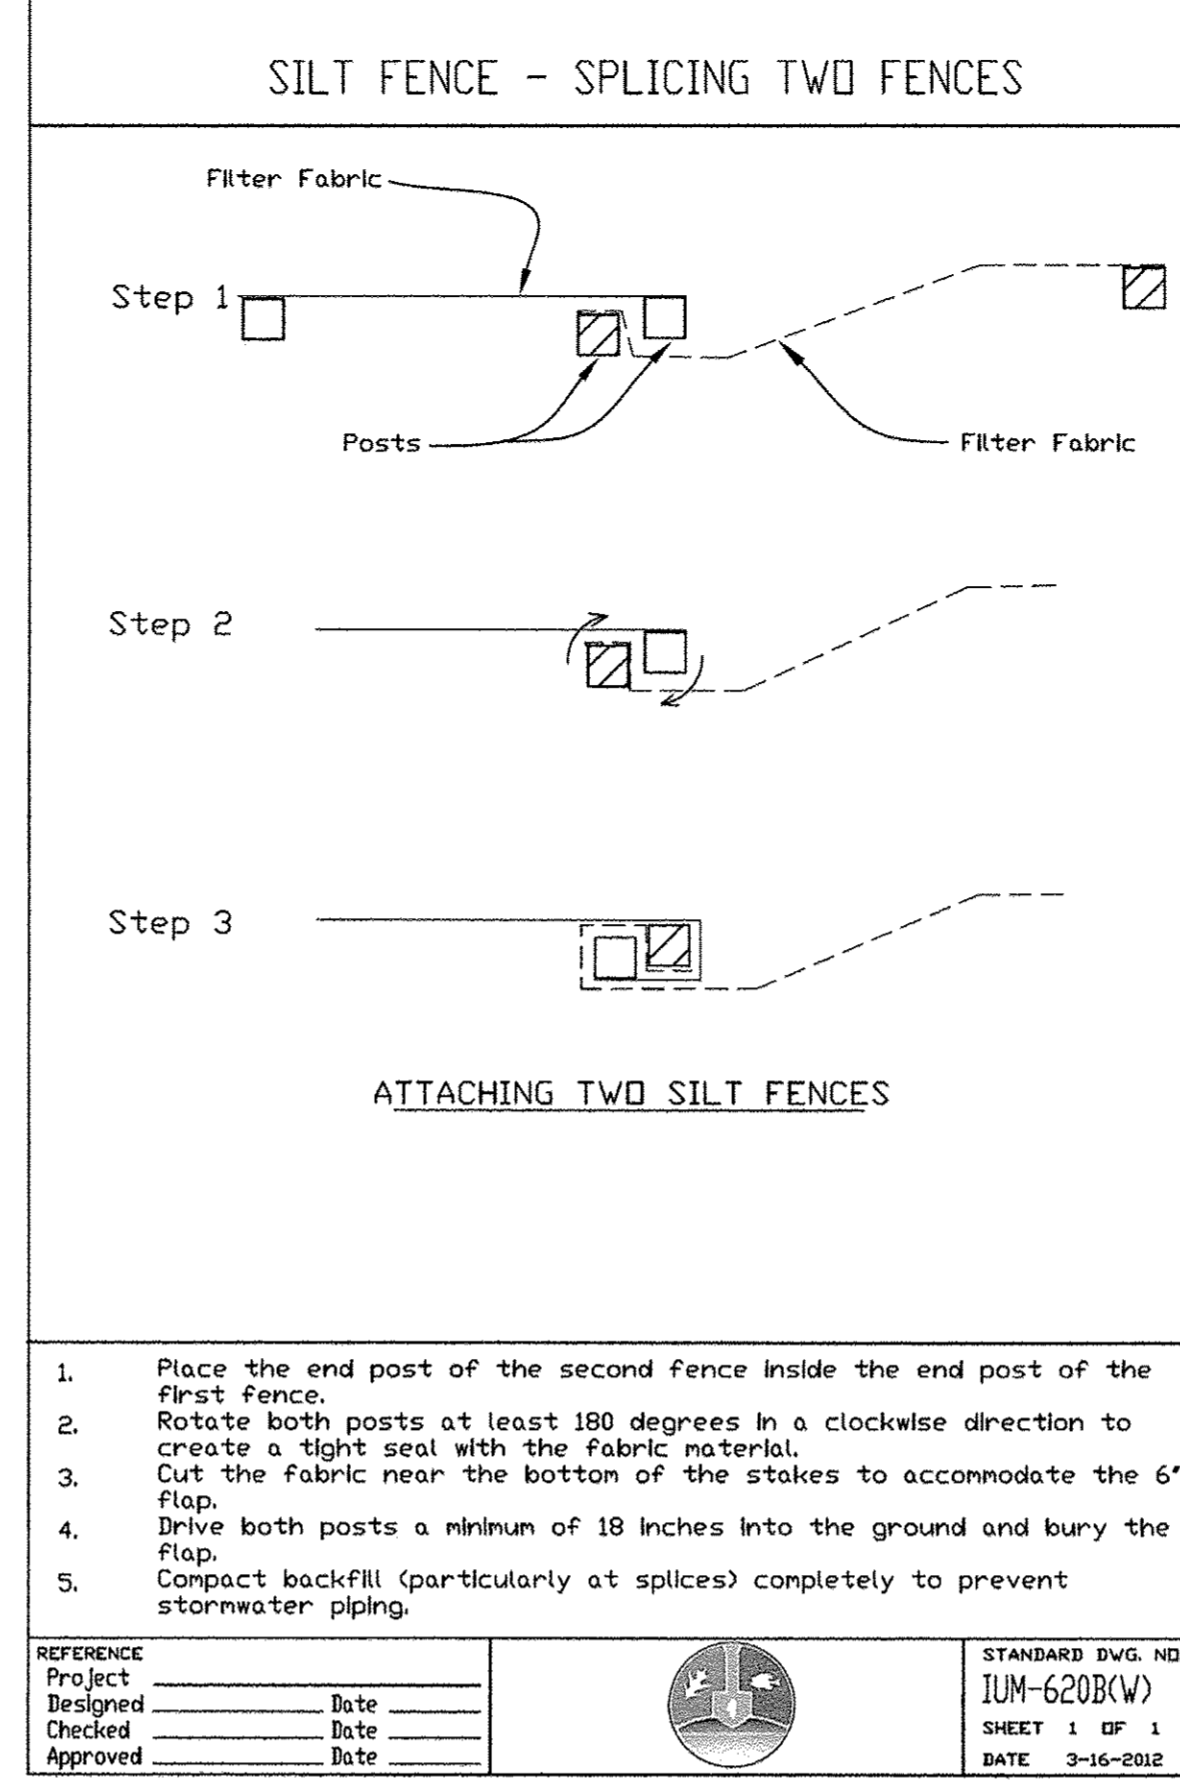 SILT FENCE - SPLICING TWO FENCES
Filter Fabric
Step 1
Posts
Filter Fabric
Step 2
Step 3
ATTACHING TWO SILT FENCES
1. Place the end post of the second fence inside the end post of the
first fence.
2. Rotate both posts at least 180 degrees in a clockwise direction to
create a tight seal with the fabric material.
3. Cut the fabric near the bottom of the stakes to accommodate the 6"
flap.
4. Drive both posts a minimum of 18 inches into the ground and bury the
flap.
5. Compact backfill (particularly at splices) completely to prevent
stormwater piping.
REFERENCE
Project
Designed Date
Checked Date
Approved Date
STANDARD DWG. NO
IUM-620B(W)
SHEET 1 OF 1
DATE 3-16-2012